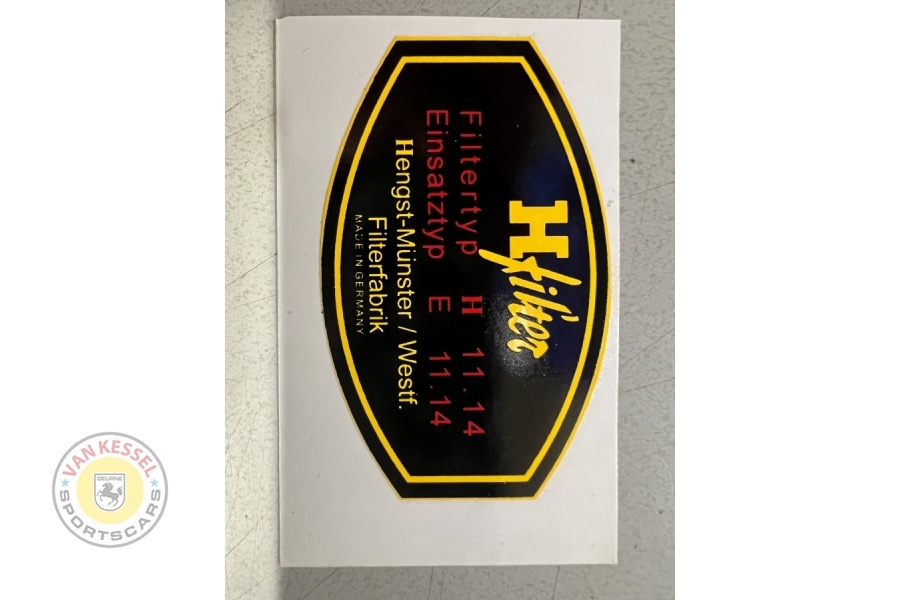 H filter
Filtertyp H 11.14
Einsatztyp E 11.14
Hengst-Münster / Westf.
Filterfabrik
MADE IN GERMANY
VAN KESSEL
DEURNE
SPORTSCARS